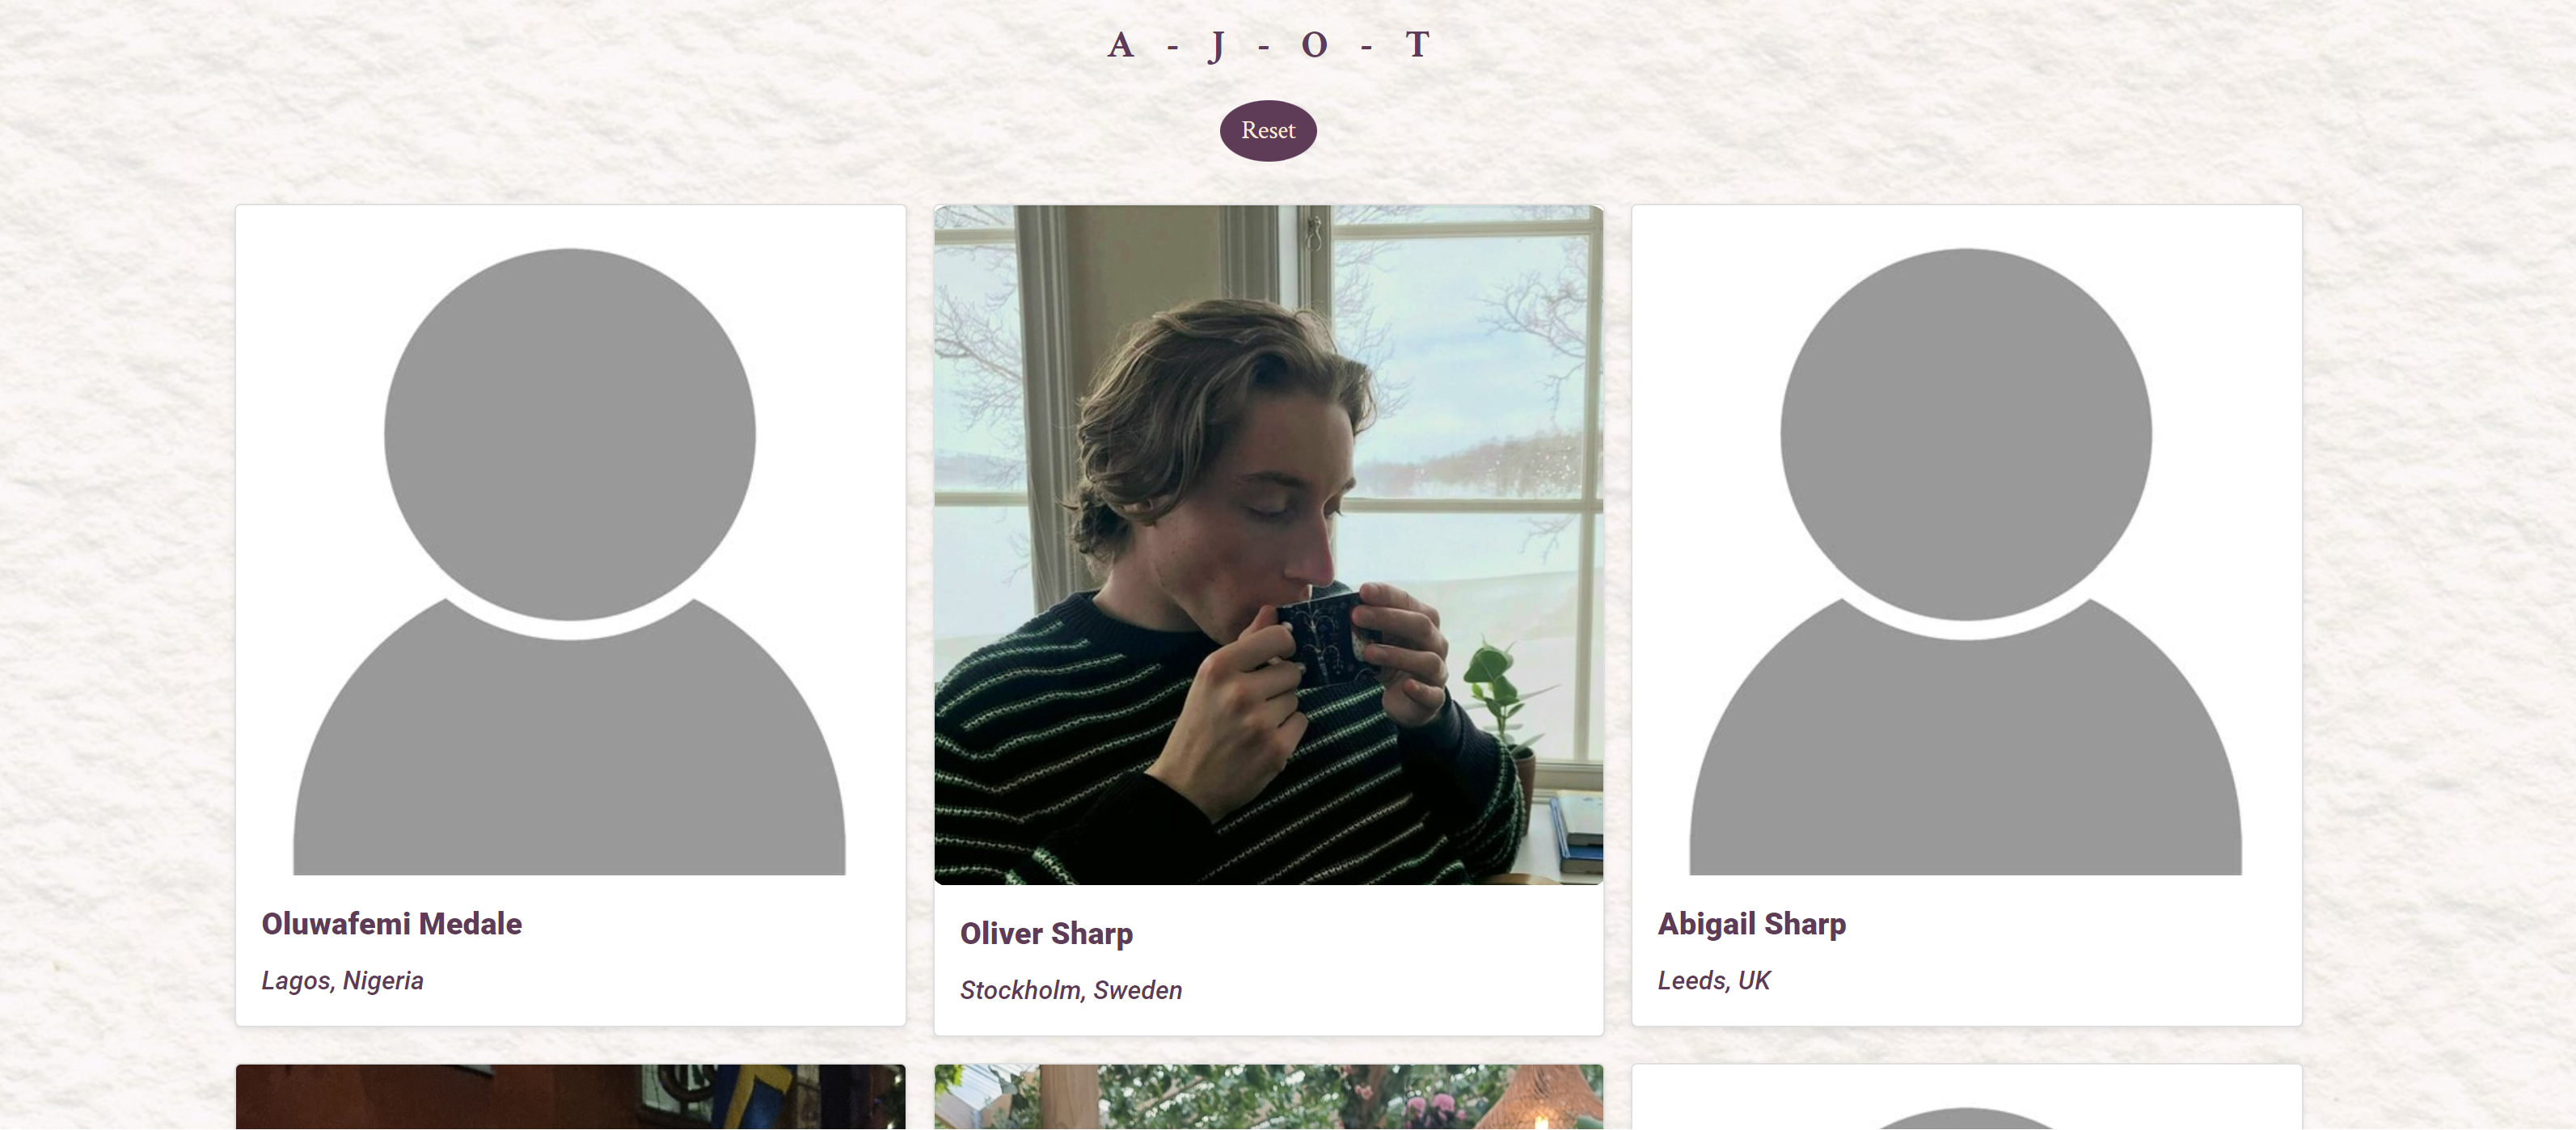 A - J - O - T
Reset
Oluwafemi Medale
Lagos, Nigeria
Oliver Sharp
Stockholm, Sweden
Abigail Sharp
Leeds, UK